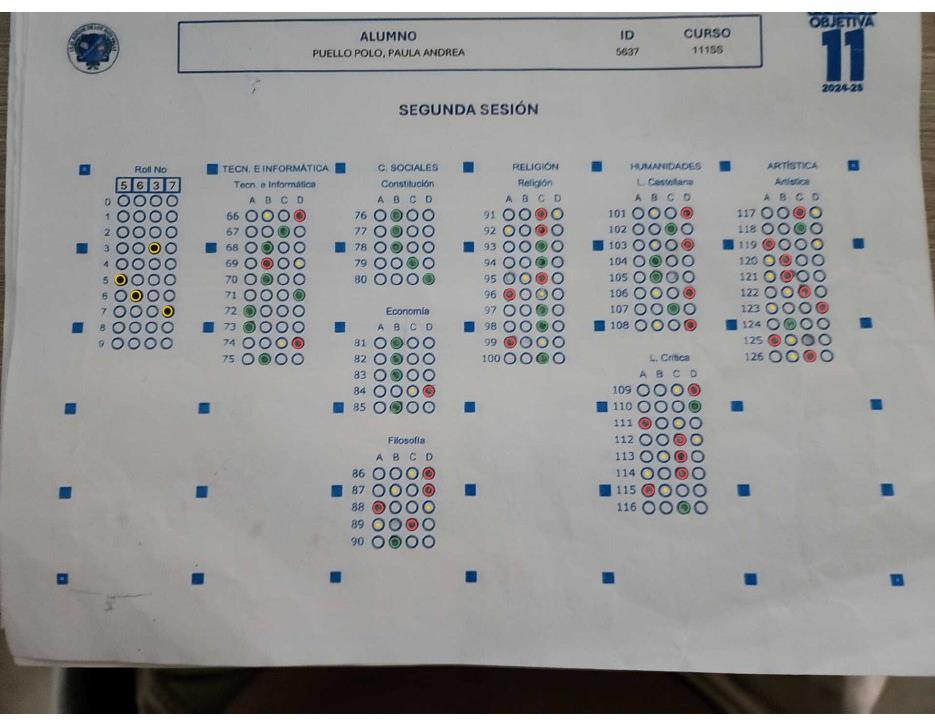 ALUMNO ID CURSO
PUELLO POLO, PAULA ANDREA 5637 1115S
OBJETIVA
11
2024-25
SEGUNDA SESIÓN
Roll No TECN. E INFORMÁTICA C. SOCIALES RELIGIÓN HUMANIDADES ARTÍSTICA
5 6 3 7 Tecn. e Informática Constitución Religión L. Castellana Artística
A B C D A B C D A B C D A B C D A B C D
0 66 76 91 101 117
1 67 77 92 102 118
2 68 78 93 103 119
3 69 79 94 104 120
4 70 80 95 105 121
5 71 96 106 122
6 72 Economía 97 107 123
7 73 A B C D 98 108 124
8 74 81 99 125
9 75 82 100 L. Crítica 126
83 A B C D
84 109
85 110
111
Filosofía 112
A B C D 113
86 114
87 115
88 116
89
90